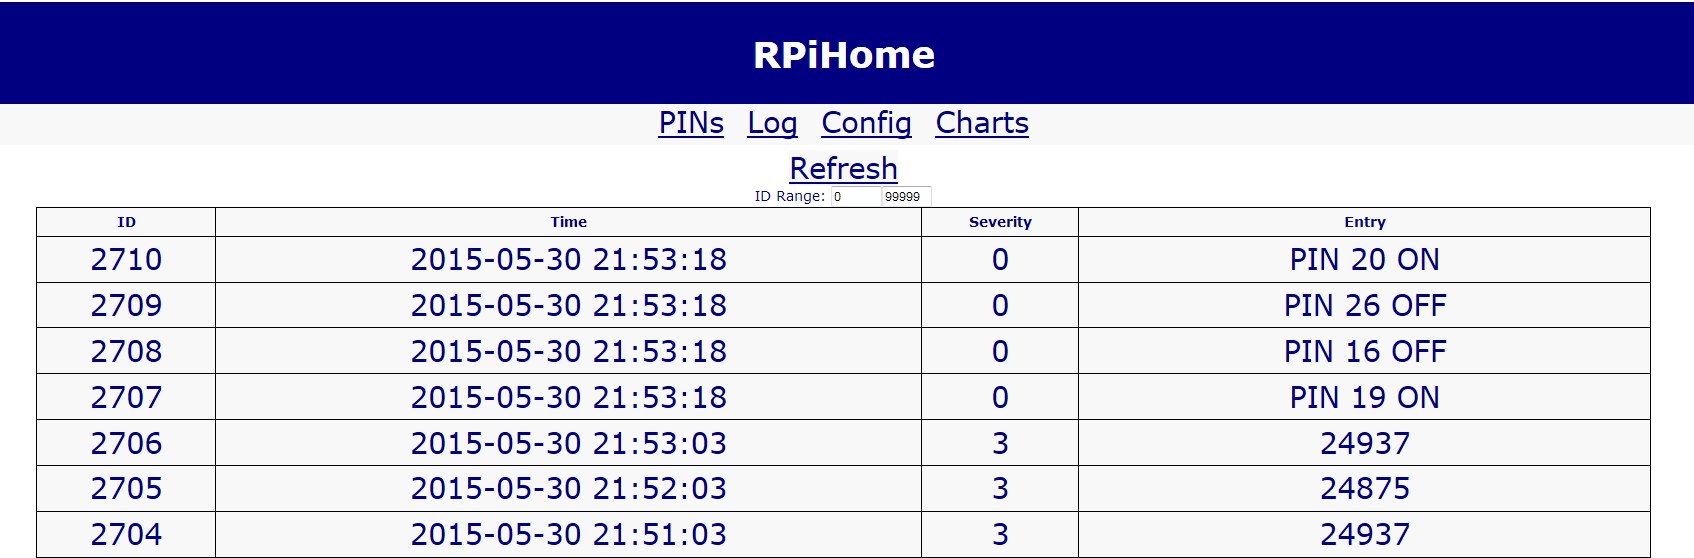 RPiHome
PINs Log Config Charts
Refresh
ID Range: 0 99999
ID Time Severity Entry
2710 2015-05-30 21:53:18 0 PIN 20 ON
2709 2015-05-30 21:53:18 0 PIN 26 OFF
2708 2015-05-30 21:53:18 0 PIN 16 OFF
2707 2015-05-30 21:53:18 0 PIN 19 ON
2706 2015-05-30 21:53:03 3 24937
2705 2015-05-30 21:52:03 3 24875
2704 2015-05-30 21:51:03 3 24937